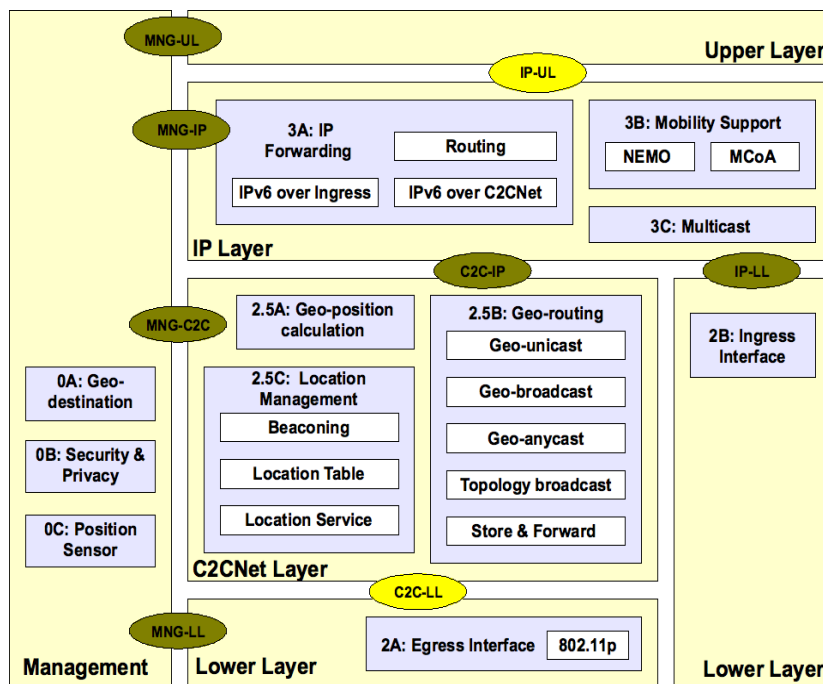 MNG-UL
Upper Layer
IP-UL
MNG-IP
3A: IP
Forwarding
Routing
IPv6 over Ingress
IPv6 over C2CNet
3B: Mobility Support
NEMO
MCoA
3C: Multicast
IP Layer
C2C-IP
IP-LL
MNG-C2C
2.5A: Geo-position
calculation
2.5B: Geo-routing
Geo-unicast
Geo-broadcast
Geo-anycast
Topology broadcast
Store & Forward
2.5C: Location
Management
Beaconing
Location Table
Location Service
2B: Ingress
Interface
0A: Geo-
destination
0B: Security &
Privacy
0C: Position
Sensor
C2CNet Layer
C2C-LL
MNG-LL
2A: Egress Interface
802.11p
Management
Lower Layer
Lower Layer